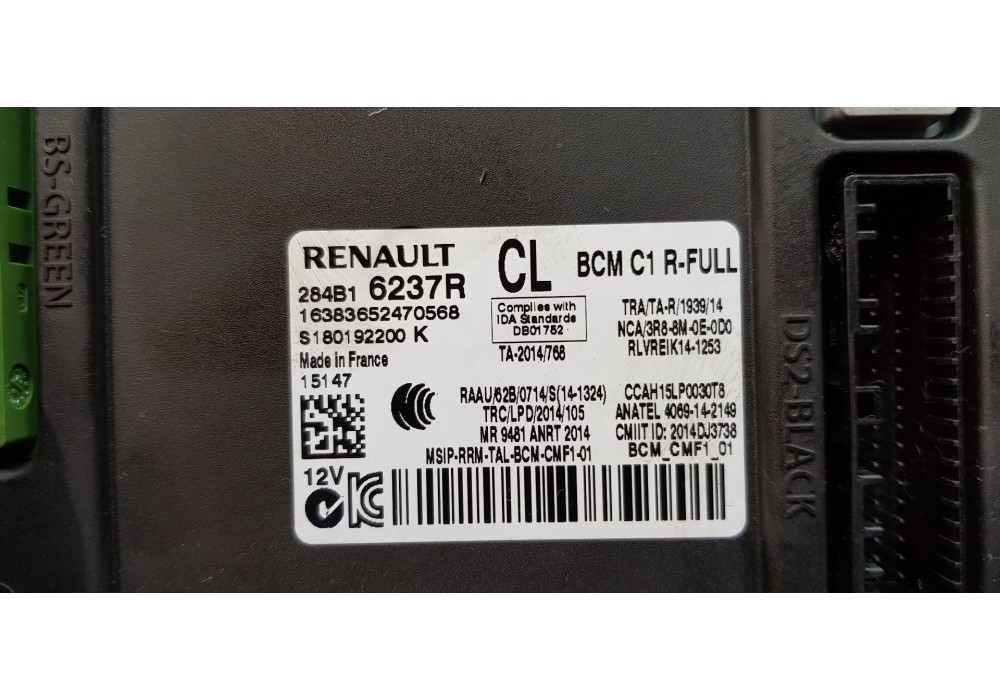 BS-GREEN
RENAULT
284B1 6237R
16383652470568
S180192200 K
Made in France
15147
12V
CL
Complies with
IDA Standards
DB01752
TA-2014/768
BCM C1 R-FULL
TRA/TA-R/1939/14
NCA/3R8-8M-0E-0D0
RLVREIK14-1253
RAAU/62B/0714/S(14-1324)
TRC/LPD/2014/105
MR 9481 ANRT 2014
MSIP-RRM-TAL-BCM-CMF1-01
CCAH15LP0030T8
ANATEL 4069-14-2149
CMIIT ID: 2014DJ3738
BCM_CMF1_01
DS2-BLACK